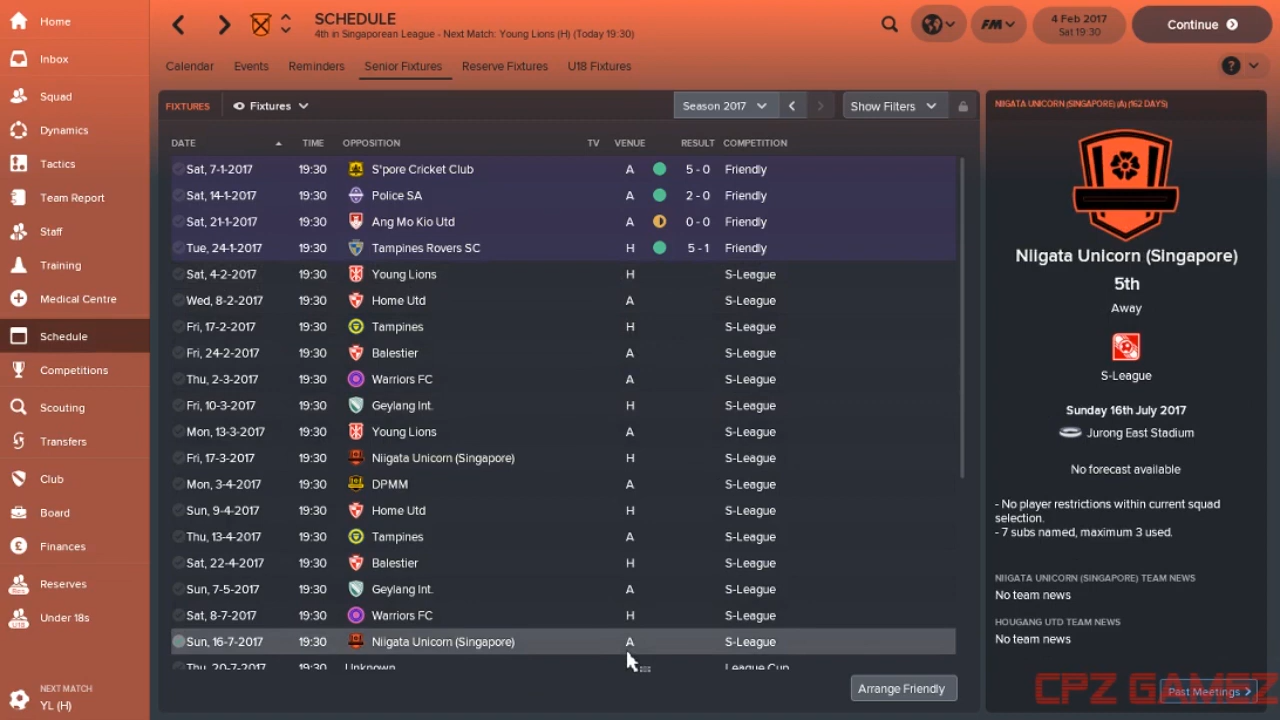 Home
Inbox
Squad
Dynamics
Tactics
Team Report
Staff
Training
Medical Centre
Schedule
Competitions
Scouting
Transfers
Club
Board
Finances
Reserves
Under 18s
NEXT MATCH
YL (H)
SCHEDULE
4th in Singaporean League - Next Match: Young Lions (H) (Today 19:30)
FM
4 Feb 2017
Sat 19:30
Continue
Calendar Events Reminders Senior Fixtures Reserve Fixtures U18 Fixtures
?
FIXTURES Fixtures Season 2017 Show Filters
DATE TIME OPPOSITION TV VENUE RESULT COMPETITION
Sat, 7-1-2017 19:30 S'pore Cricket Club A 5 - 0 Friendly
Sat, 14-1-2017 19:30 Police SA A 2 - 0 Friendly
Sat, 21-1-2017 19:30 Ang Mo Kio Utd A 0 - 0 Friendly
Tue, 24-1-2017 19:30 Tampines Rovers SC H 5 - 1 Friendly
Sat, 4-2-2017 19:30 Young Lions H S-League
Wed, 8-2-2017 19:30 Home Utd A S-League
Fri, 17-2-2017 19:30 Tampines H S-League
Fri, 24-2-2017 19:30 Balestier A S-League
Thu, 2-3-2017 19:30 Warriors FC A S-League
Fri, 10-3-2017 19:30 Geylang Int. H S-League
Mon, 13-3-2017 19:30 Young Lions A S-League
Fri, 17-3-2017 19:30 Niigata Unicorn (Singapore) H S-League
Mon, 3-4-2017 19:30 DPMM A S-League
Sun, 9-4-2017 19:30 Home Utd H S-League
Thu, 13-4-2017 19:30 Tampines A S-League
Sat, 22-4-2017 19:30 Balestier H S-League
Sun, 7-5-2017 19:30 Geylang Int. A S-League
Sat, 8-7-2017 19:30 Warriors FC H S-League
Sun, 16-7-2017 19:30 Niigata Unicorn (Singapore) A S-League
Thu, 20-7-2017 19:30 Unknown League Cup
Arrange Friendly
NIIGATA UNICORN (SINGAPORE) (A) (162 DAYS)
Niigata Unicorn (Singapore)
5th
Away
S-League
Sunday 16th July 2017
Jurong East Stadium
No forecast available
- No player restrictions within current squad
selection.
- 7 subs named, maximum 3 used.
NIIGATA UNICORN (SINGAPORE) TEAM NEWS
No team news
HOUGANG UTD TEAM NEWS
No team news
Past Meetings
CPZ GAMEZ